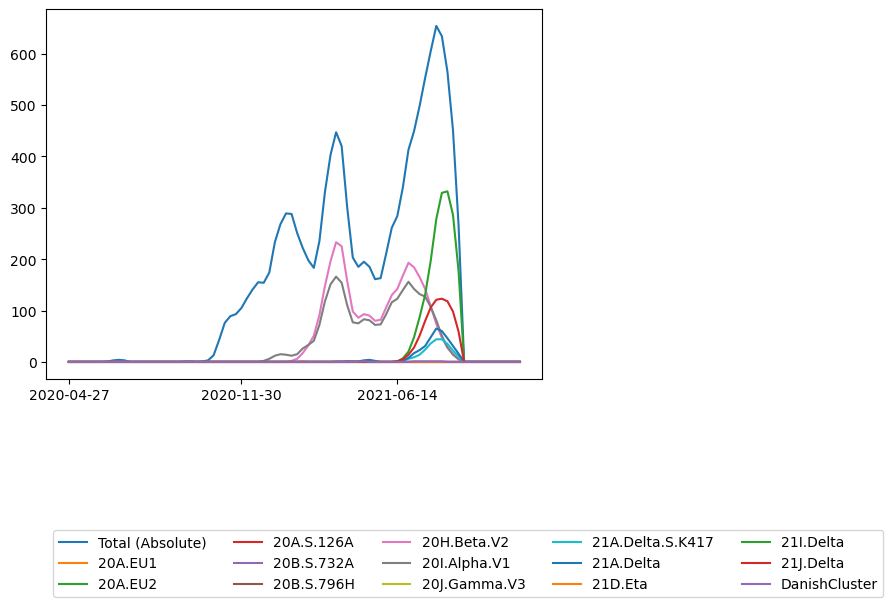 600
500
400
300
200
100
0
2020-04-27 2020-11-30 2021-06-14
Total (Absolute) 20A.S.126A 20H.Beta.V2 21A.Delta.S.K417 21I.Delta
20A.EU1 20B.S.732A 20I.Alpha.V1 21A.Delta 21J.Delta
20A.EU2 20B.S.796H 20J.Gamma.V3 21D.Eta DanishCluster